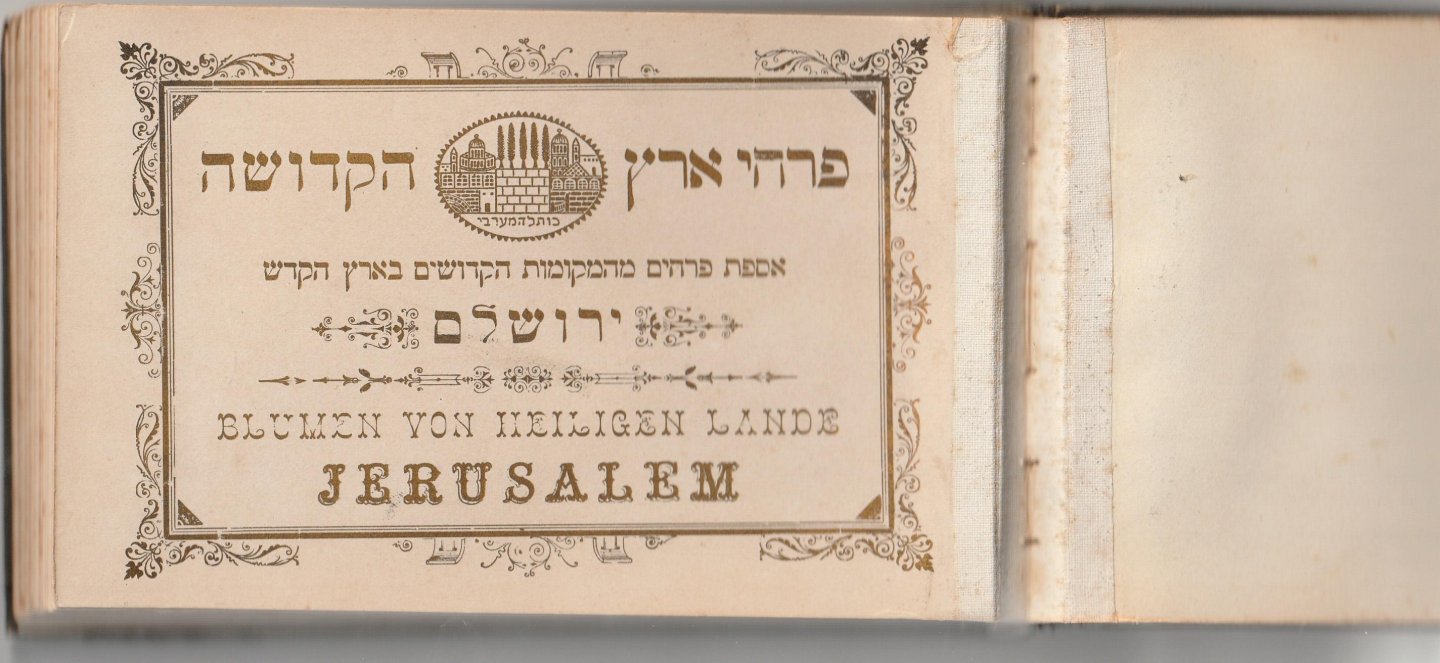 פרחי ארץ הקדושה
כותל המערבי
אספת פרחים מהמקומות הקדושים בארץ הקדש
ירושלם
BLUMEN VON HEILIGEN LANDE
JERUSALEM